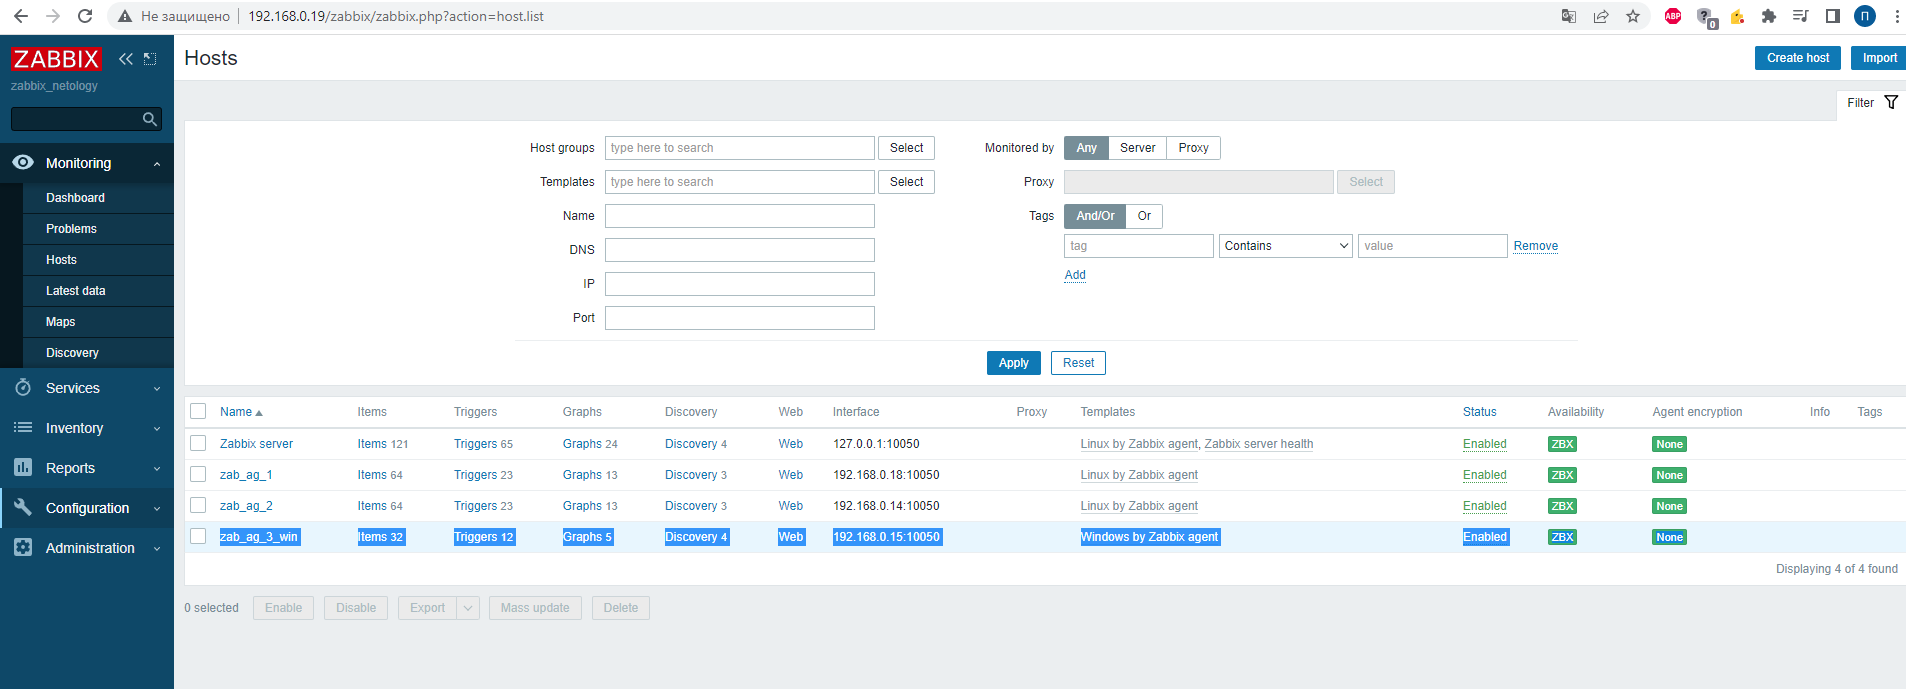 Не защищено 192.168.0.19/zabbix/zabbix.php?action=host.list
ABP
0
П
ZABBIX
zabbix_netology
Monitoring
Dashboard
Problems
Hosts
Latest data
Maps
Discovery
Services
Inventory
Reports
Configuration
Administration
Hosts
Create host Import
Filter
Host groups type here to search Select
Templates type here to search Select
Name
DNS
IP
Port
Monitored by Any Server Proxy
Proxy Select
Tags And/Or Or
tag Contains value Remove
Add
Apply Reset
Name Items Triggers Graphs Discovery Web Interface Proxy Templates Status Availability Agent encryption Info Tags
Zabbix server Items 121 Triggers 65 Graphs 24 Discovery 4 Web 127.0.0.1:10050 Linux by Zabbix agent, Zabbix server health Enabled ZBX None
zab_ag_1 Items 64 Triggers 23 Graphs 13 Discovery 3 Web 192.168.0.18:10050 Linux by Zabbix agent Enabled ZBX None
zab_ag_2 Items 64 Triggers 23 Graphs 13 Discovery 3 Web 192.168.0.14:10050 Linux by Zabbix agent Enabled ZBX None
zab_ag_3_win Items 32 Triggers 12 Graphs 5 Discovery 4 Web 192.168.0.15:10050 Windows by Zabbix agent Enabled ZBX None
Displaying 4 of 4 found
0 selected Enable Disable Export Mass update Delete